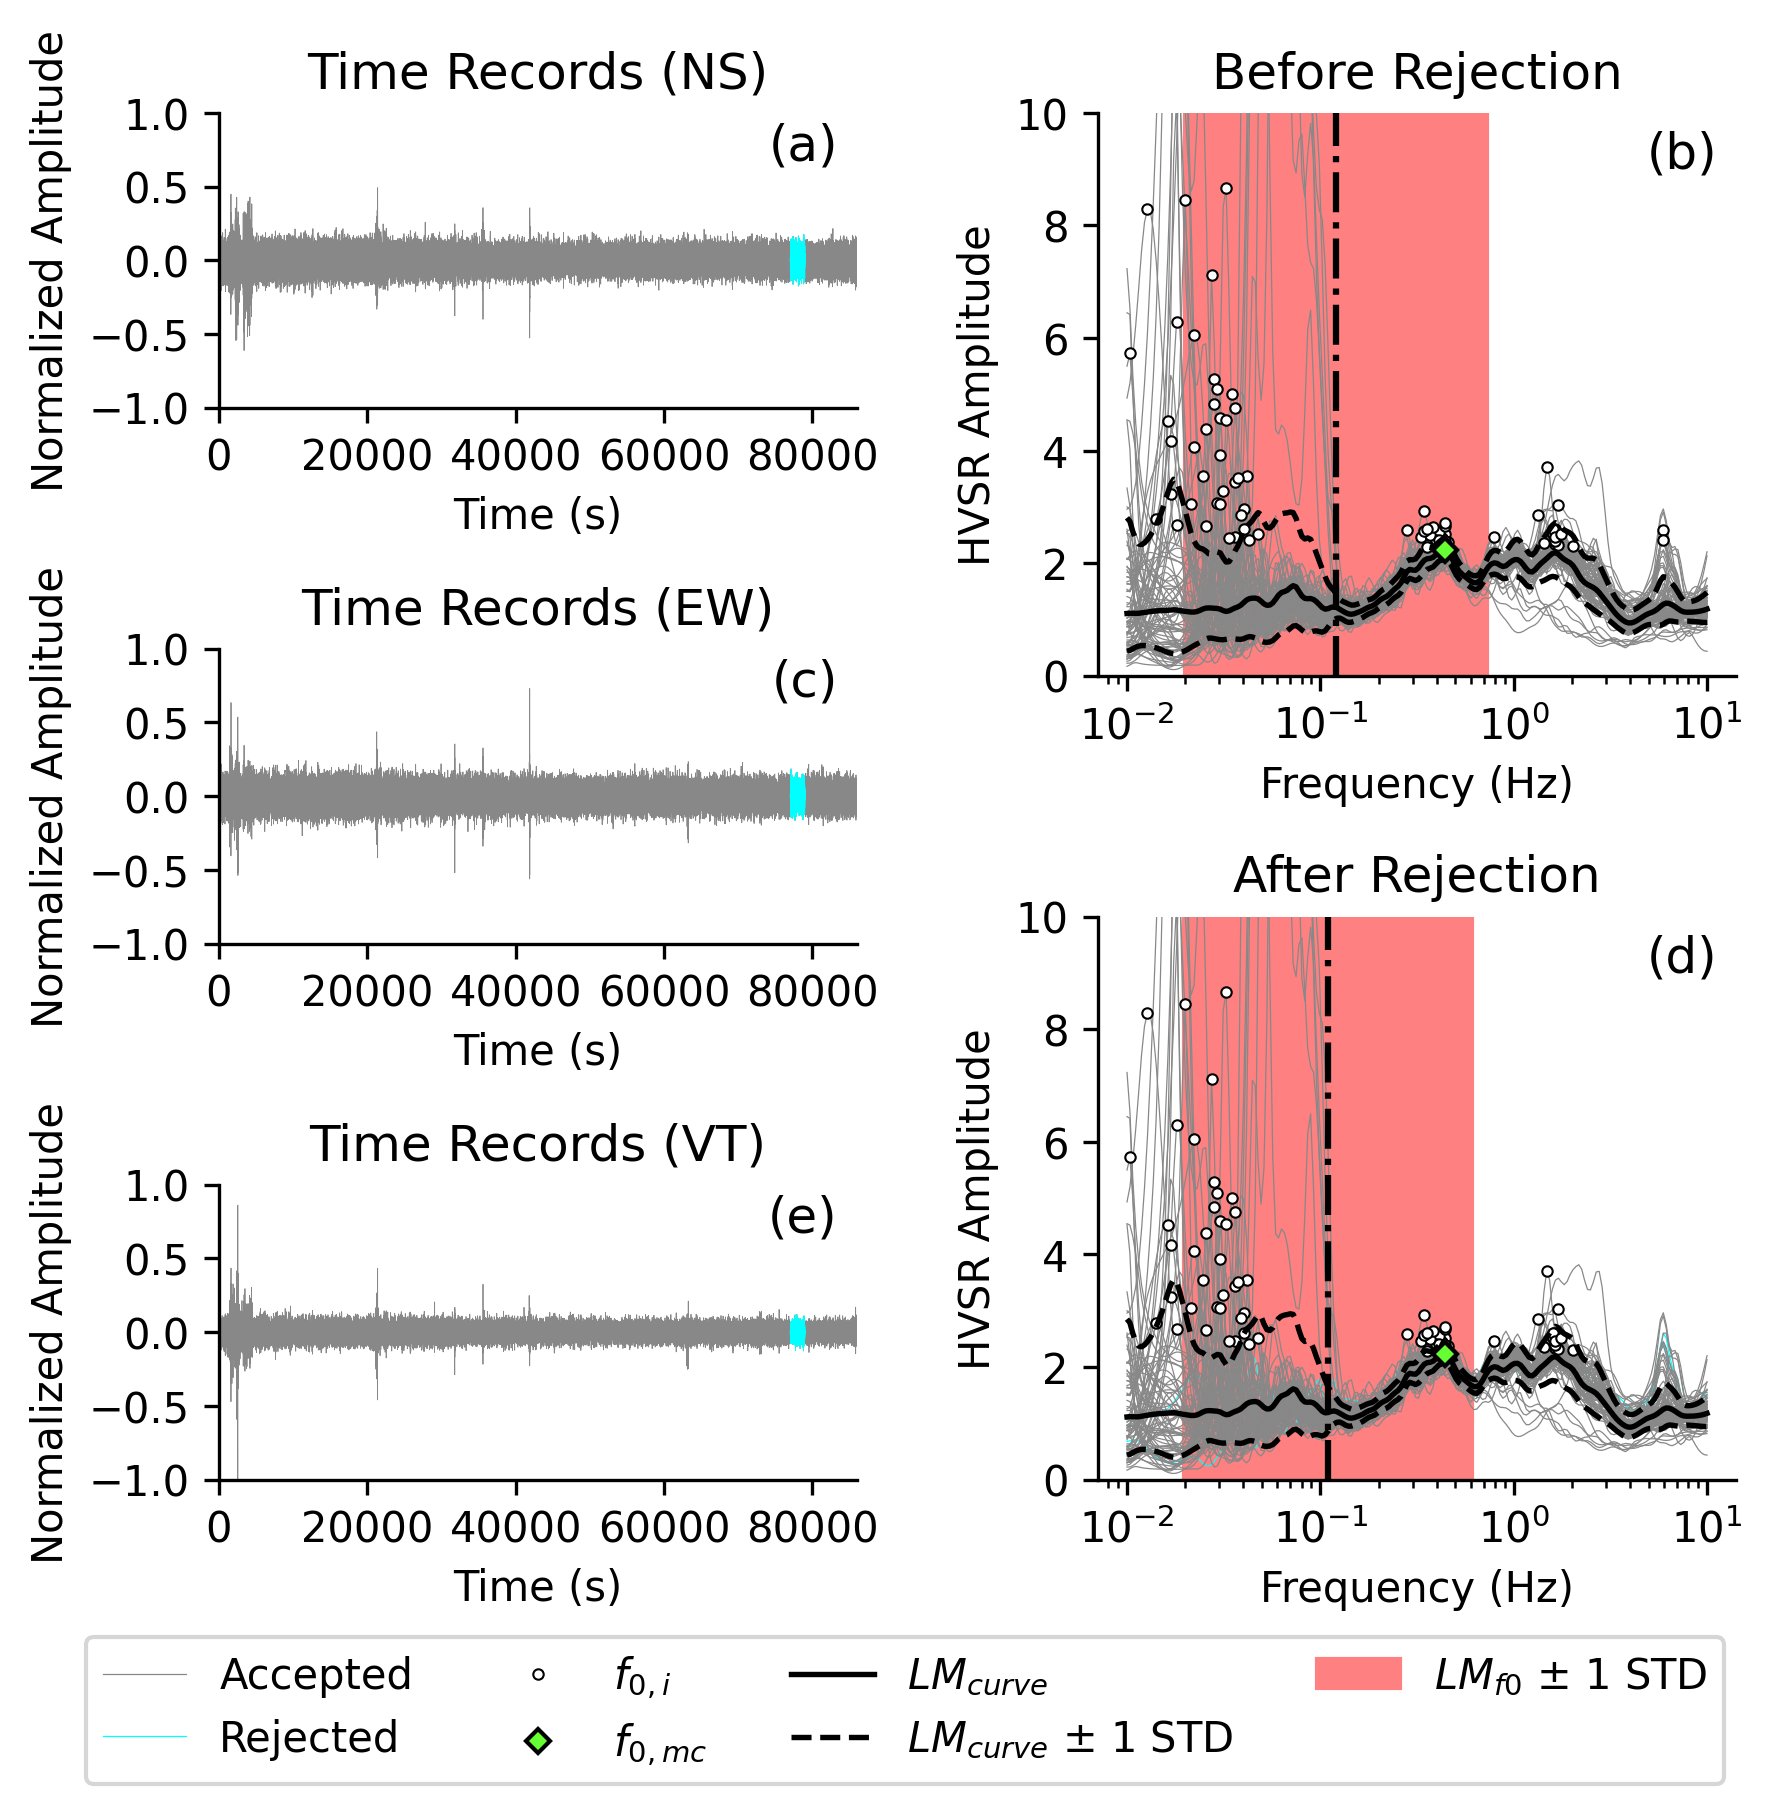 Time Records (NS)
Normalized Amplitude
1.0
0.5
0.0
−0.5
−1.0
(a)
0 20000 40000 60000 80000
Time (s)
Before Rejection
HVSR Amplitude
10
8
6
4
2
0
(b)
10⁻² 10⁻¹ 10⁰ 10¹
Frequency (Hz)
Time Records (EW)
Normalized Amplitude
1.0
0.5
0.0
−0.5
−1.0
(c)
0 20000 40000 60000 80000
Time (s)
After Rejection
HVSR Amplitude
10
8
6
4
2
0
(d)
10⁻² 10⁻¹ 10⁰ 10¹
Frequency (Hz)
Time Records (VT)
Normalized Amplitude
1.0
0.5
0.0
−0.5
−1.0
(e)
0 20000 40000 60000 80000
Time (s)
Accepted
Rejected
f0,i
f0,mc
LMcurve
LMcurve ± 1 STD
LMf0 ± 1 STD